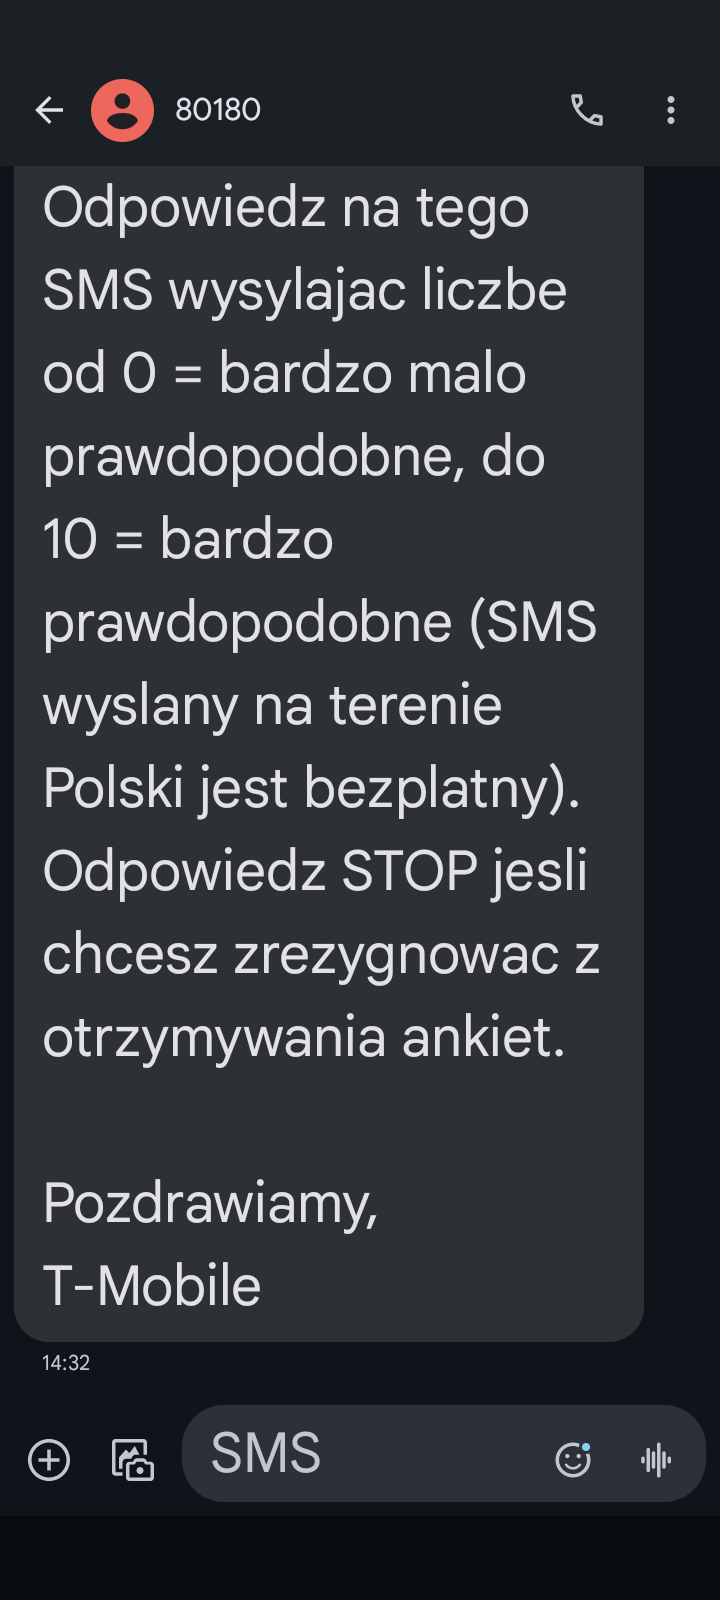 80180
Odpowiedz na tego
SMS wysylajac liczbe
od 0 = bardzo malo
prawdopodobne, do
10 = bardzo
prawdopodobne (SMS
wyslany na terenie
Polski jest bezplatny).
Odpowiedz STOP jesli
chcesz zrezygnowac z
otrzymywania ankiet.
Pozdrawiamy,
T-Mobile
14:32
SMS